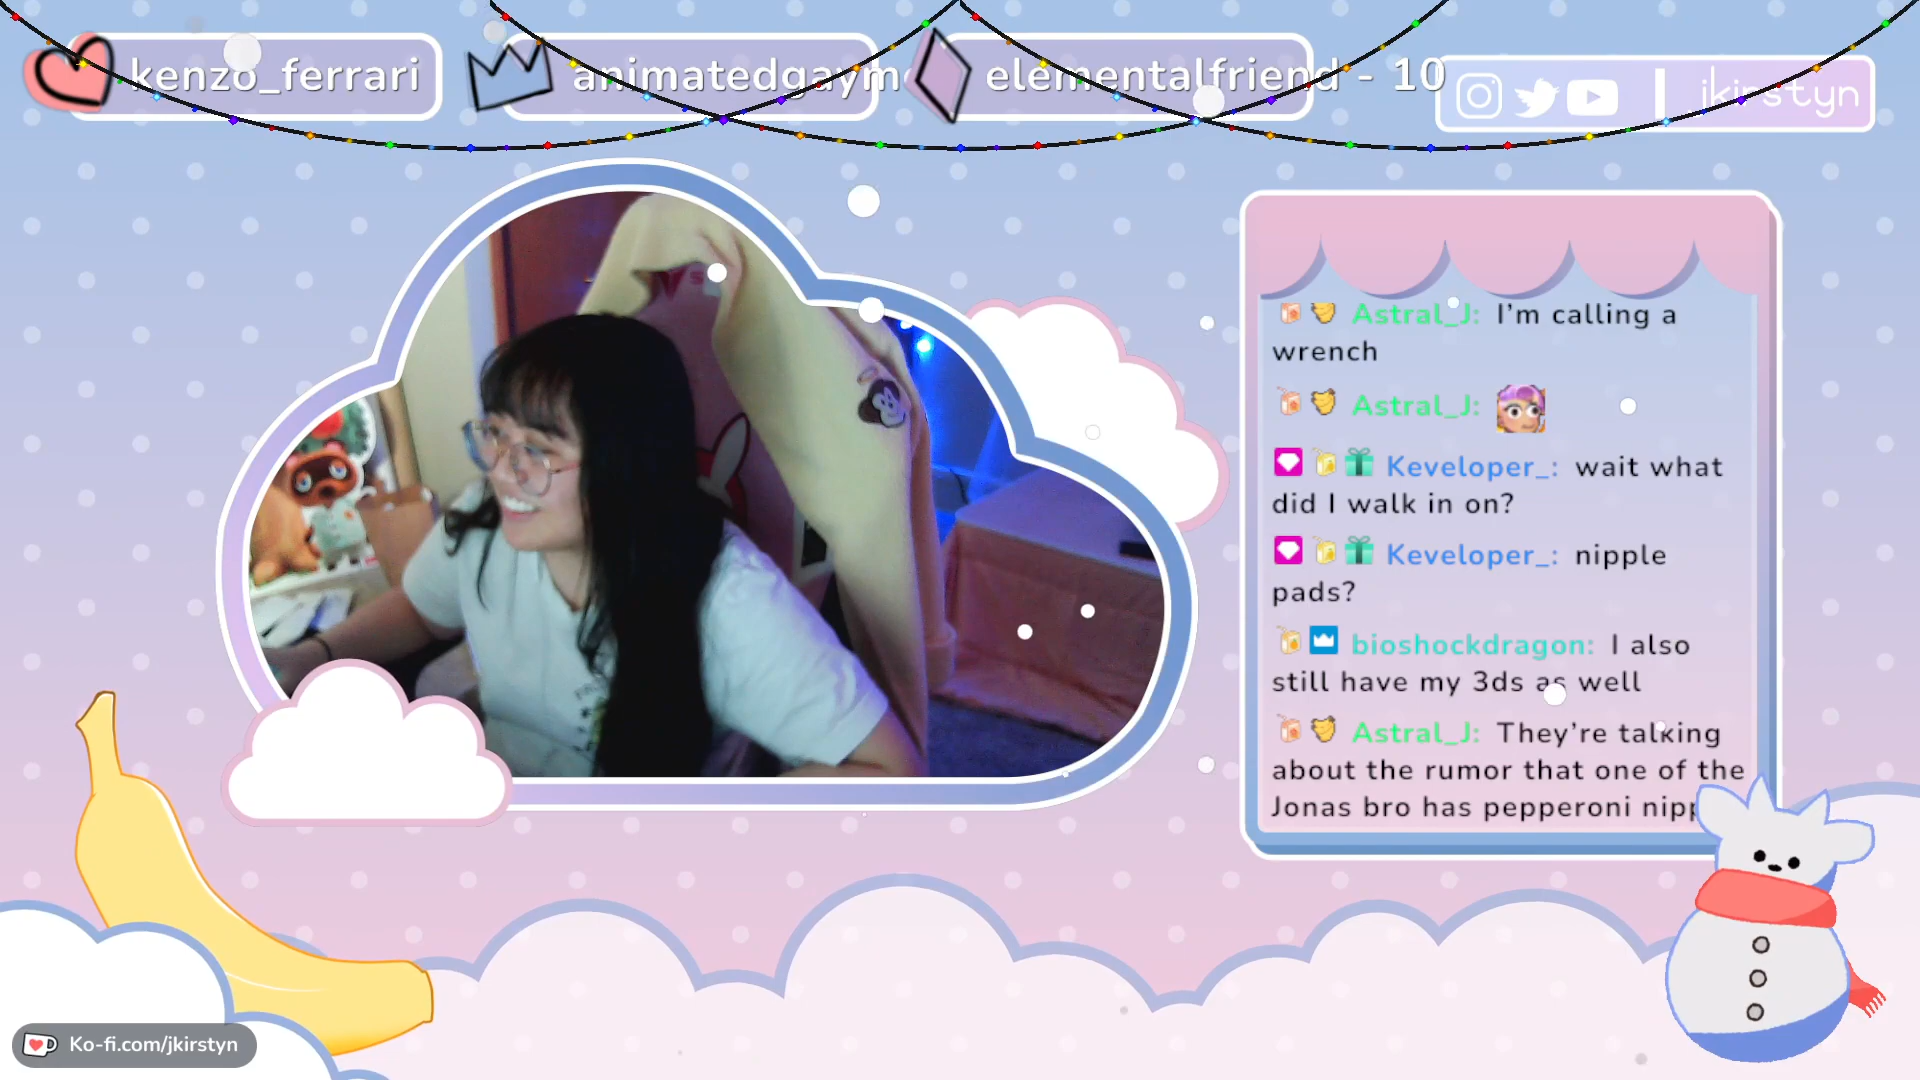 kenzo_ferrari
animatedgaym
elementalfriend - 10
jkirstyn
Astral_J: I'm calling a
wrench
Astral_J:
Keveloper_: wait what
did I walk in on?
Keveloper_: nipple
pads?
bioshockdragon: I also
still have my 3ds as well
Astral_J: They're talking
about the rumor that one of the
Jonas bro has pepperoni nipp
Ko-fi.com/jkirstyn